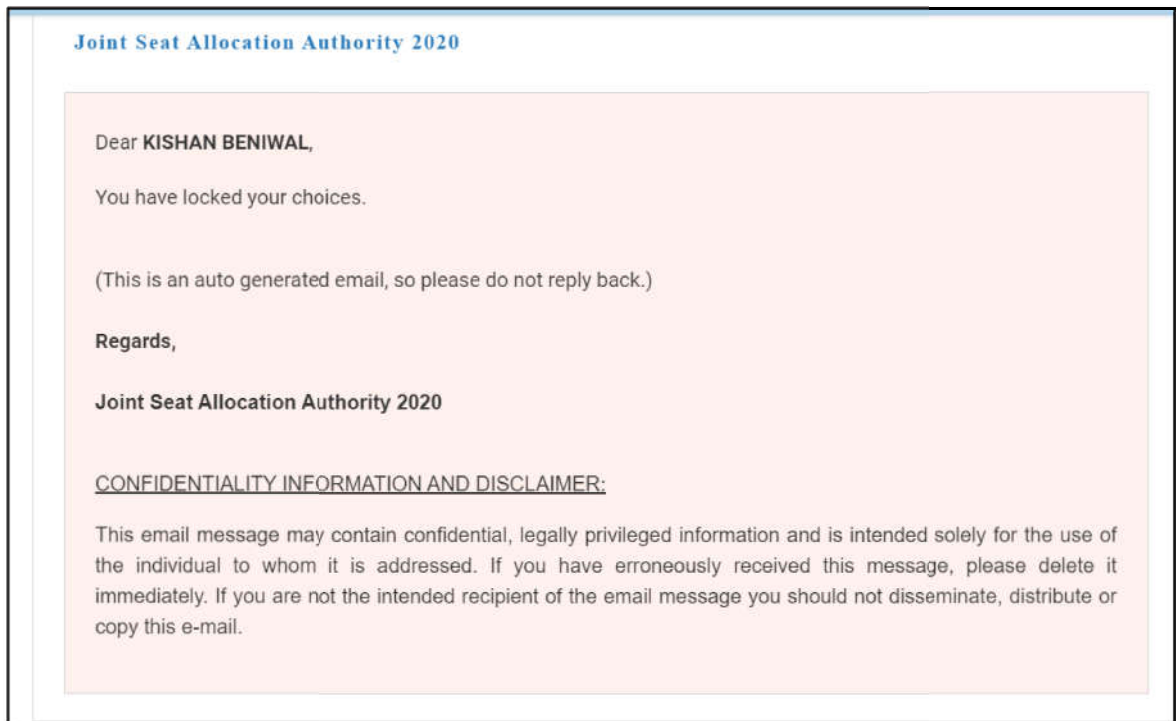 Joint Seat Allocation Authority 2020
Dear KISHAN BENIWAL,
You have locked your choices.
(This is an auto generated email, so please do not reply back.)
Regards,
Joint Seat Allocation Authority 2020
CONFIDENTIALITY INFORMATION AND DISCLAIMER:
This email message may contain confidential, legally privileged information and is intended solely for the use of
the individual to whom it is addressed. If you have erroneously received this message, please delete it
immediately. If you are not the intended recipient of the email message you should not disseminate, distribute or
copy this e-mail.